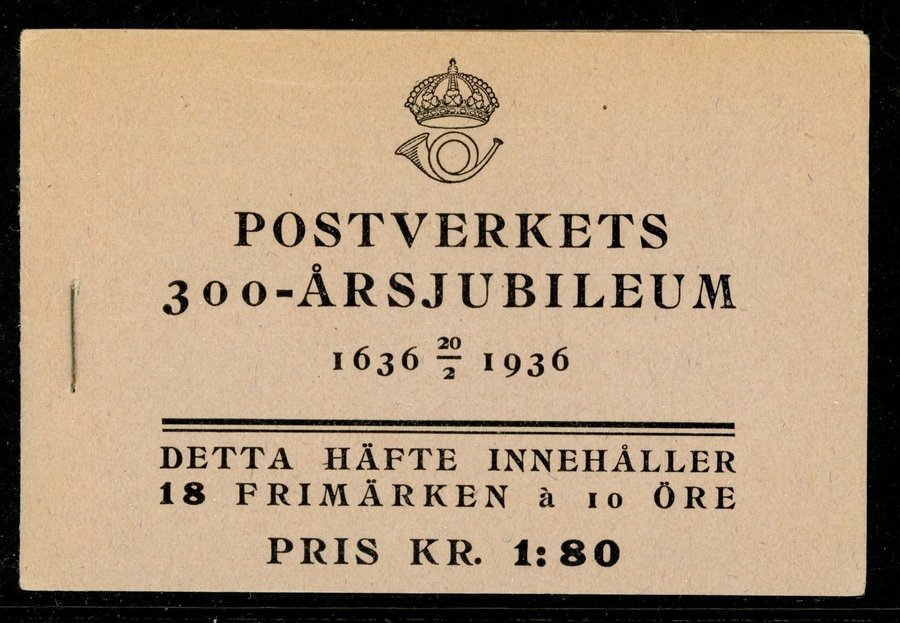 POSTVERKETS
300-ÅRSJUBILEUM
1636 20/2 1936
DETTA HÄFTE INNEHÅLLER
18 FRIMÄRKEN à 10 ÖRE
PRIS KR. 1:80